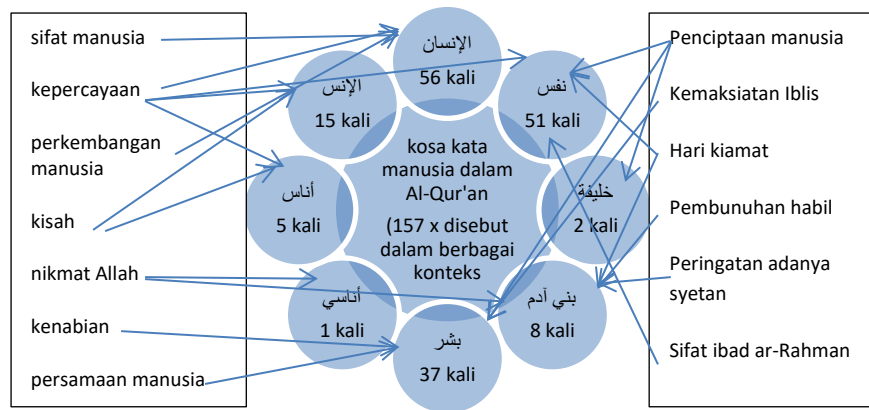 sifat manusia
kepercayaan
perkembangan
manusia
kisah
nikmat Allah
kenabian
persamaan manusia
الإنسان
56 kali
نفس
51 kali
خليفة
2 kali
بني آدم
8 kali
بشر
37 kali
أناسي
1 kali
أناس
5 kali
الإنس
15 kali
kosa kata
manusia dalam
Al-Qur'an
(157 x disebut
dalam berbagai
konteks
Penciptaan manusia
Kemaksiatan Iblis
Hari kiamat
Pembunuhan habil
Peringatan adanya
syetan
Sifat ibad ar-Rahman